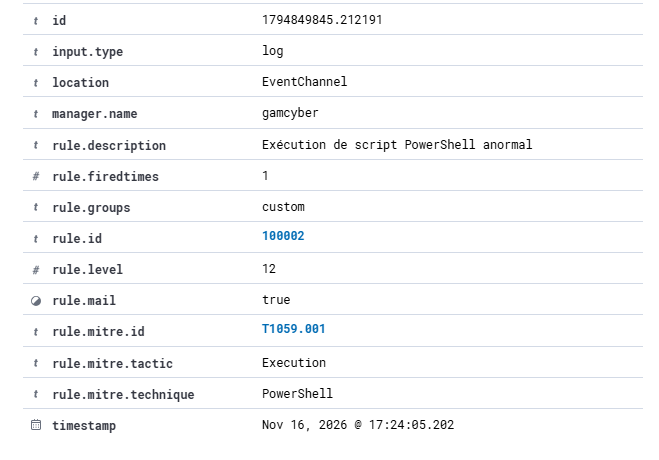 t id 1794849845.212191
t input.type log
t location EventChannel
t manager.name gamcyber
t rule.description Exécution de script PowerShell anormal
# rule.firedtimes 1
t rule.groups custom
t rule.id 100002
# rule.level 12
rule.mail true
t rule.mitre.id T1059.001
t rule.mitre.tactic Execution
t rule.mitre.technique PowerShell
timestamp Nov 16, 2026 @ 17:24:05.202